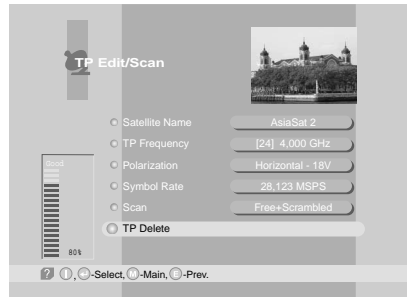 TP Edit/Scan
Satellite Name AsiaSat 2
TP Frequency [24] 4,000 GHz
Good
Polarization Horizontal - 18V
Symbol Rate 28,123 MSPS
Scan Free+Scrambled
TP Delete
80%
? , -Select, M -Main, E -Prev.